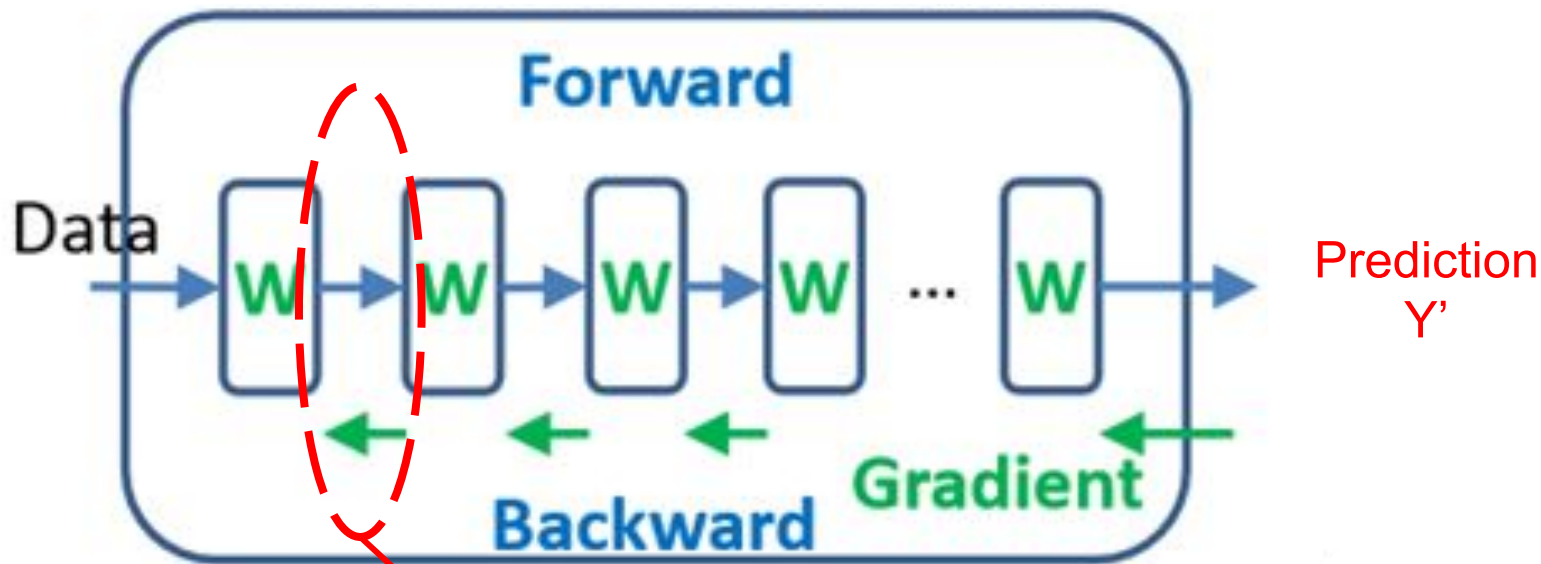 Forward
Data
W W W W ... W
Prediction
Y’
Gradient
Backward